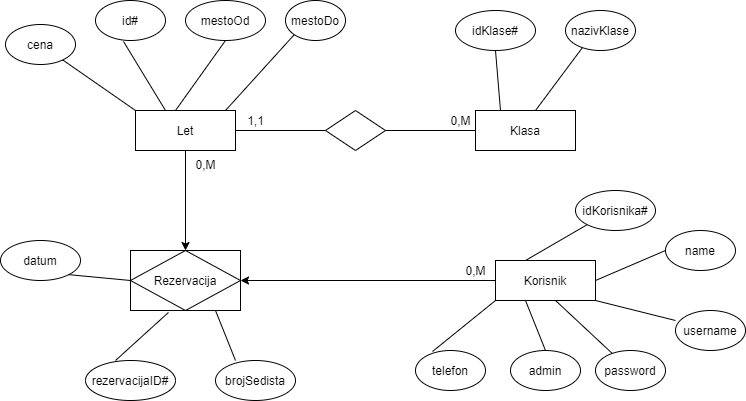 id#
mestoOd
mestoDo
idKlase#
nazivKlase
cena
Let
1,1
0,M
Klasa
0,M
idKorisnika#
datum
name
Rezervacija
0,M
Korisnik
username
rezervacijaID#
brojSedista
telefon
admin
password